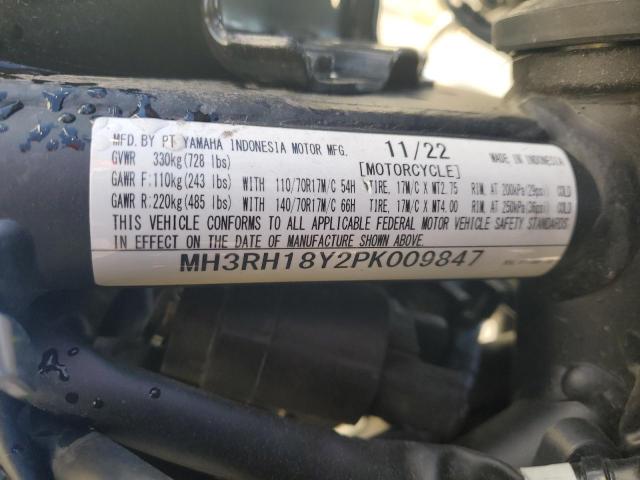 MFD. BY PT. YAMAHA INDONESIA MOTOR MFG. 11/22 MADE IN INDONESIA
GVWR 330kg(728 lbs) [MOTORCYCLE]
GAWR F:110kg(243 lbs) WITH 110/70R17M/C 54H TIRE, 17M/C X MT2.75 RIM, AT 200kPa(29psi) COLD
GAWR R:220kg(485 lbs) WITH 140/70R17M/C 66H TIRE, 17M/C X MT4.00 RIM, AT 250kPa(36psi) COLD
THIS VEHICLE CONFORMS TO ALL APPLICABLE FEDERAL MOTOR VEHICLE SAFETY STANDARDS
IN EFFECT ON THE DATE OF MANUFACTURE SHOWN ABOVE.
MH3RH18Y2PK009847